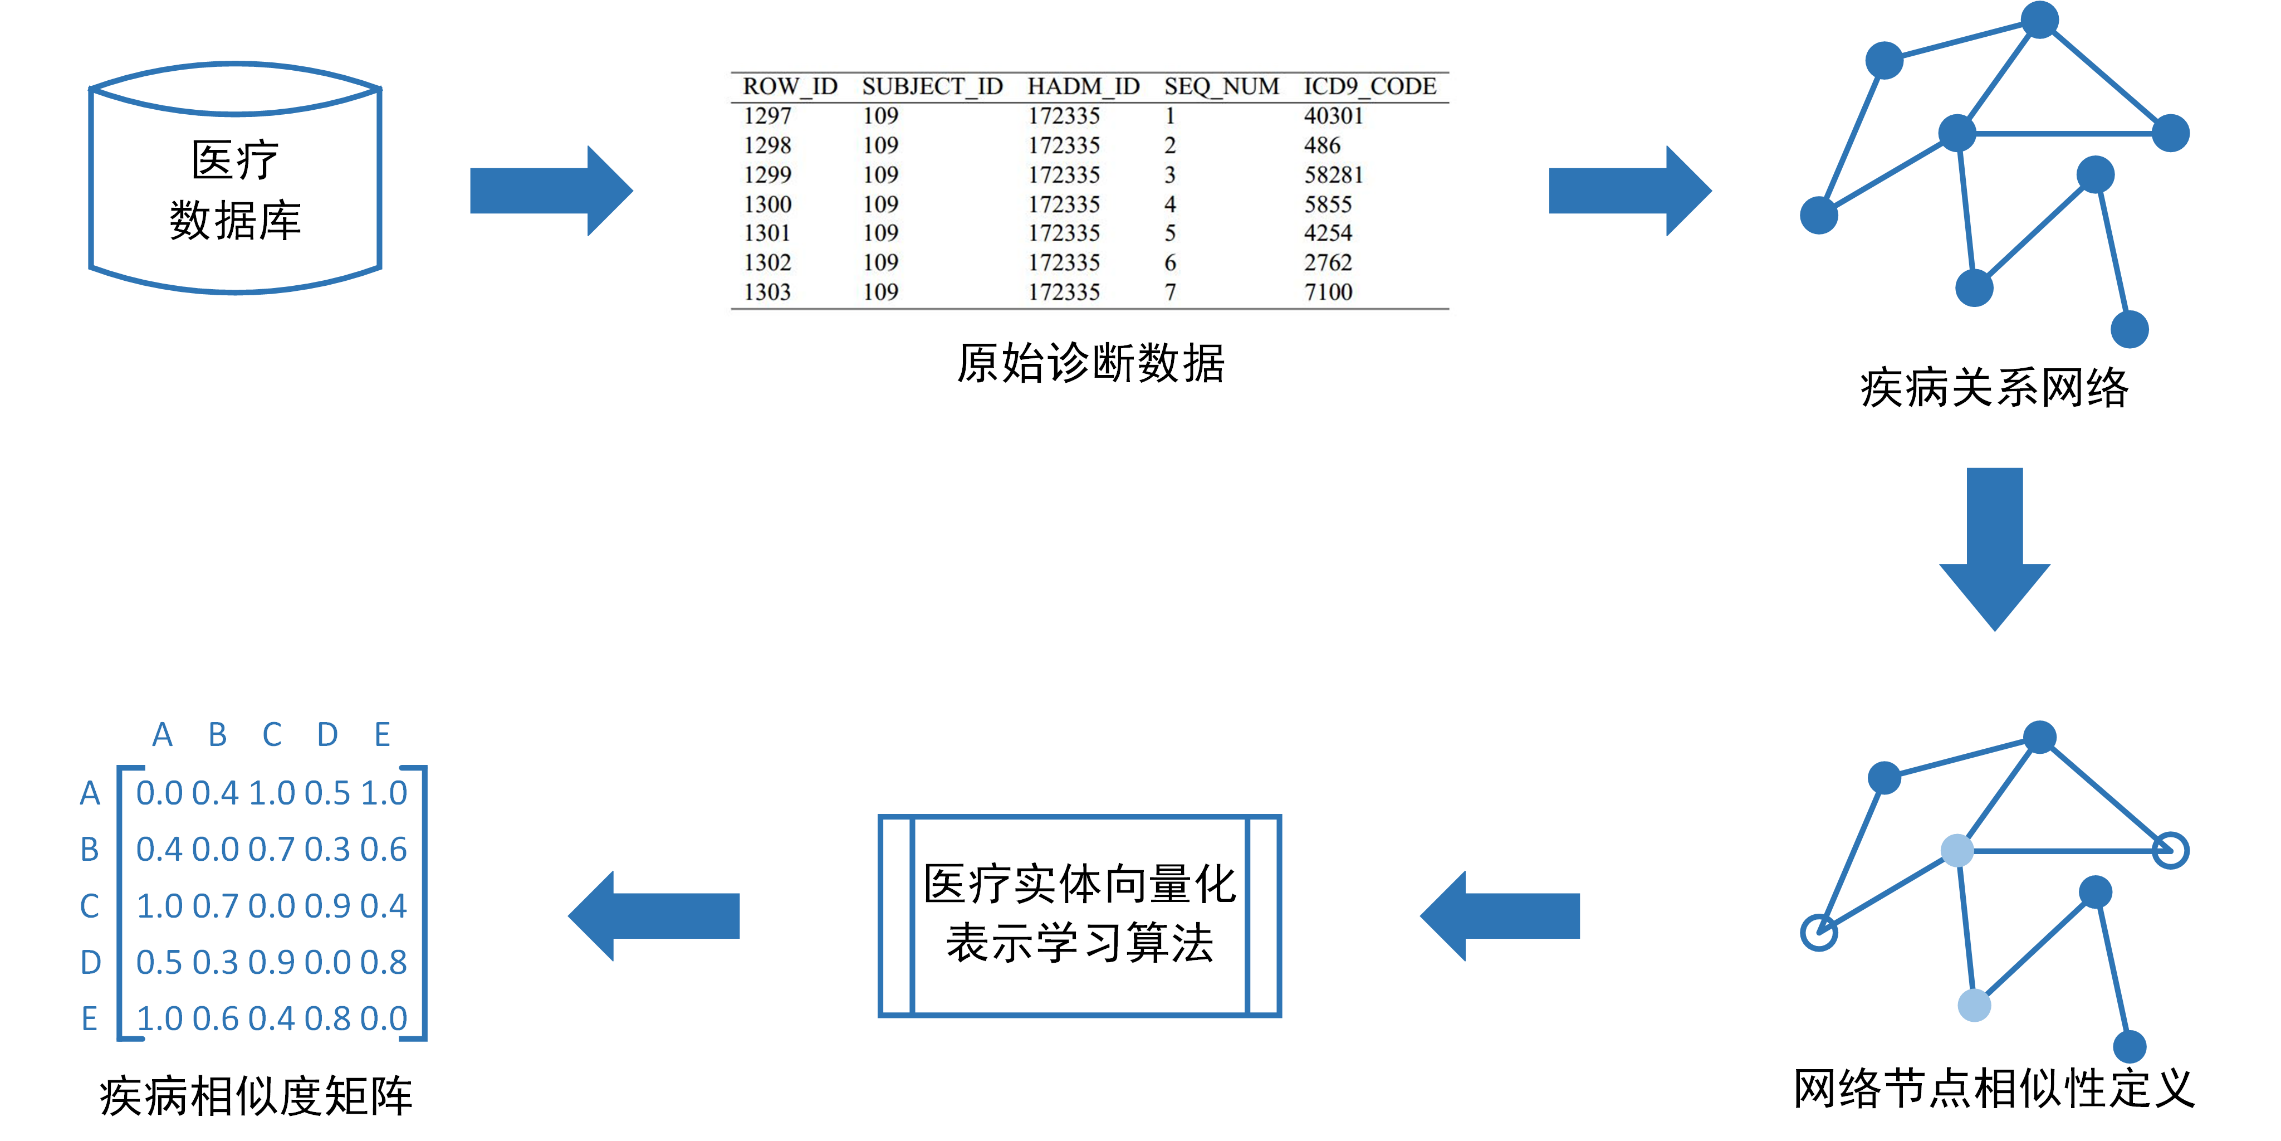 医疗
数据库
ROW_ID SUBJECT_ID HADM_ID SEQ_NUM ICD9_CODE
1297 109 172335 1 40301
1298 109 172335 2 486
1299 109 172335 3 58281
1300 109 172335 4 5855
1301 109 172335 5 4254
1302 109 172335 6 2762
1303 109 172335 7 7100
原始诊断数据
疾病关系网络
网络节点相似性定义
医疗实体向量化
表示学习算法
A B C D E
A 0.0 0.4 1.0 0.5 1.0
B 0.4 0.0 0.7 0.3 0.6
C 1.0 0.7 0.0 0.9 0.4
D 0.5 0.3 0.9 0.0 0.8
E 1.0 0.6 0.4 0.8 0.0
疾病相似度矩阵